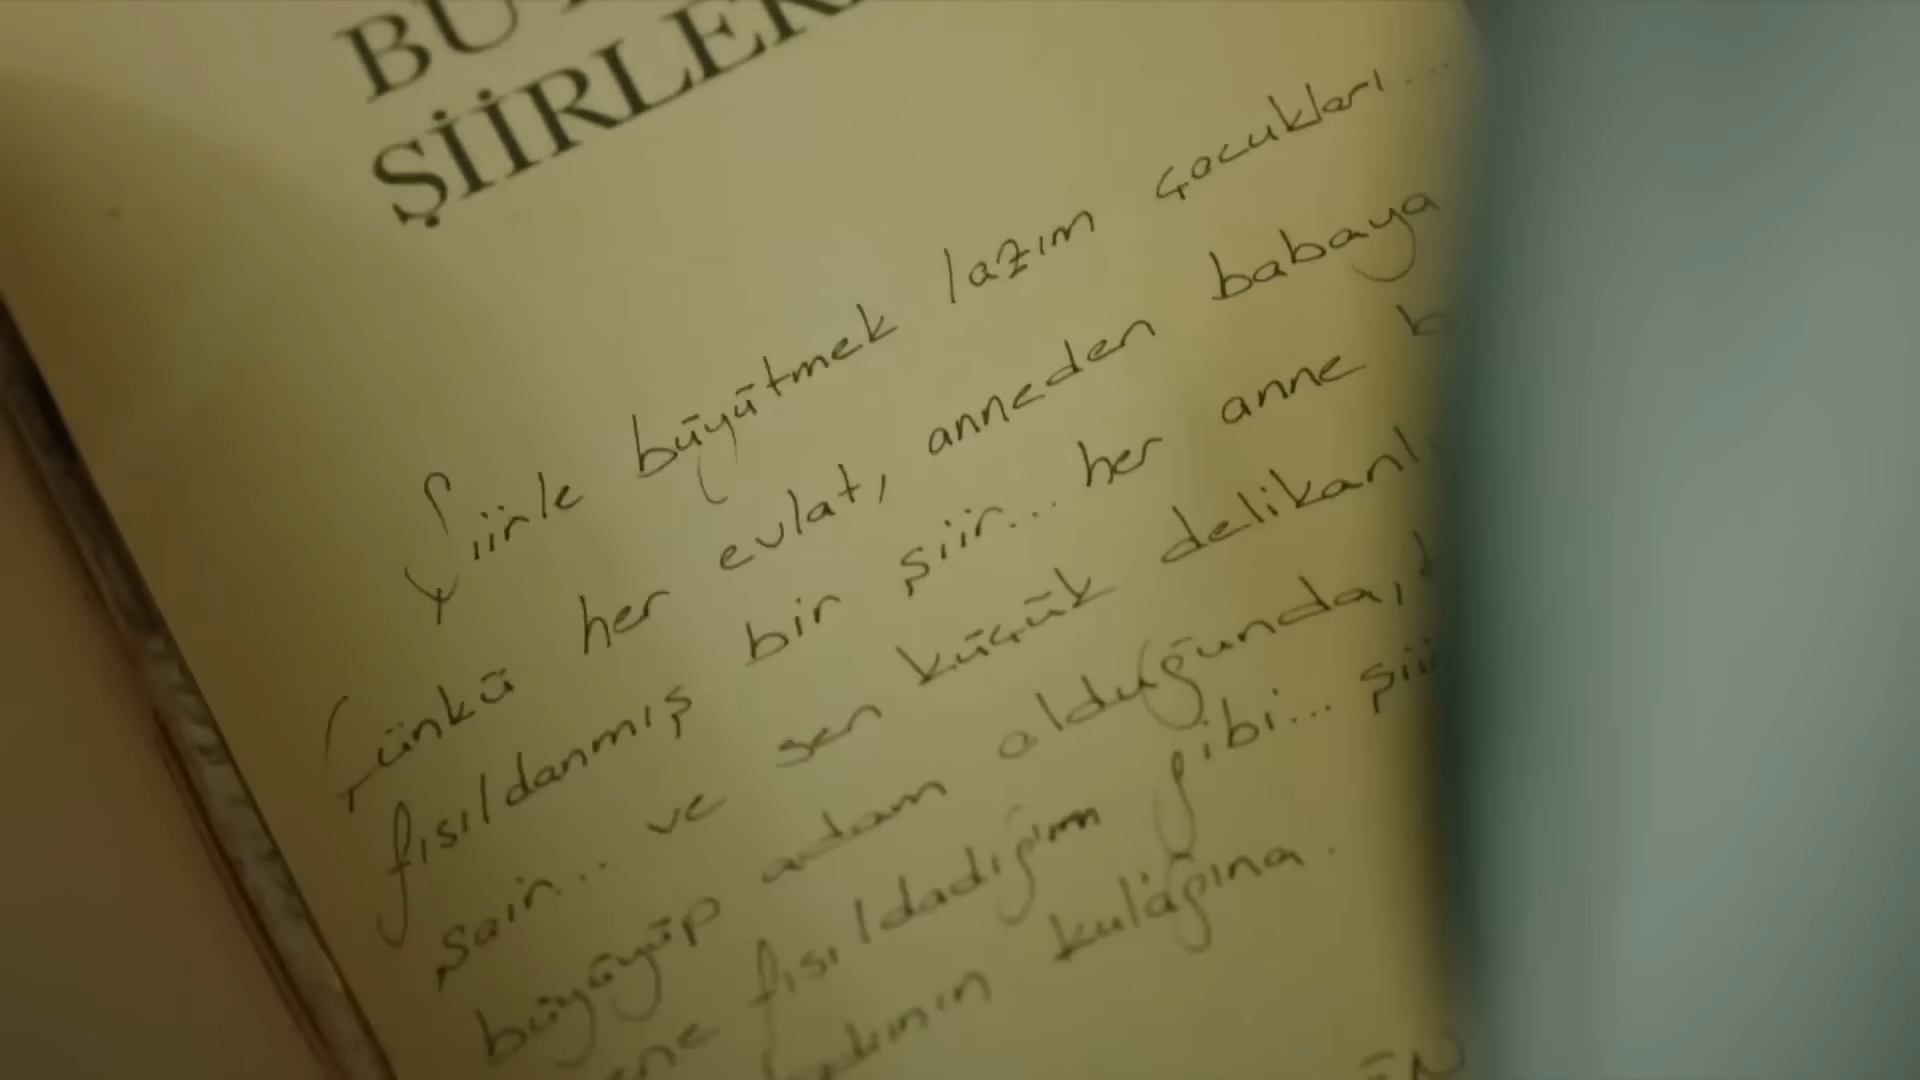 ŞİİRLER
Şiirle büyütmek lazım çocukları...
Çünkü her evlat, anneden babaya
fısıldanmış bir şiir... her anne
şair... ve sen küçük delikanlı
büyüyüp adam olduğunda,
fısıldadığım gibi... şii
kulağına.